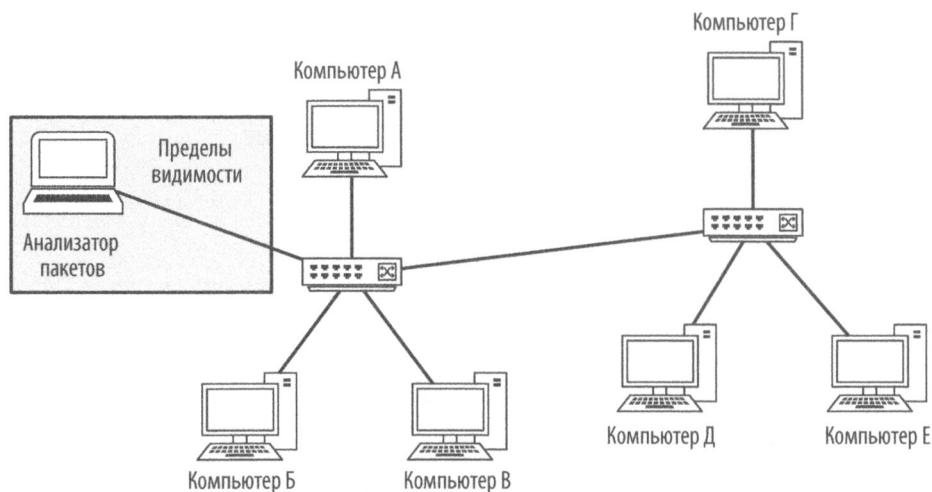 Компьютер Г
Компьютер А
Пределы
видимости
Анализатор
пакетов
Компьютер Д
Компьютер Е
Компьютер Б
Компьютер В